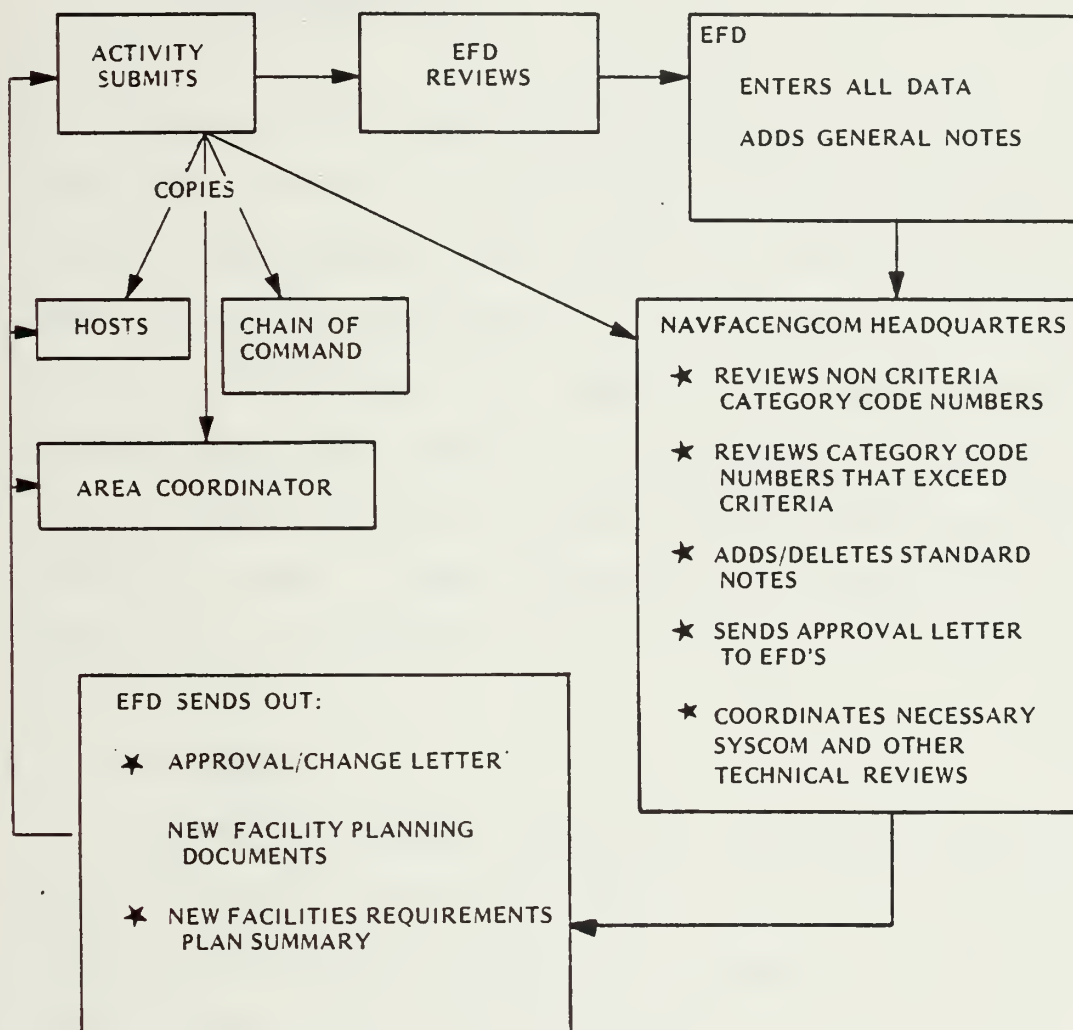 ACTIVITY
SUBMITS
EFD
REVIEWS
EFD
ENTERS ALL DATA
ADDS GENERAL NOTES
COPIES
HOSTS
CHAIN OF
COMMAND
AREA COORDINATOR
NAVFACENGCOM HEADQUARTERS
★ REVIEWS NON CRITERIA
CATEGORY CODE NUMBERS
★ REVIEWS CATEGORY CODE
NUMBERS THAT EXCEED
CRITERIA
★ ADDS/DELETES STANDARD
NOTES
★ SENDS APPROVAL LETTER
TO EFD'S
★ COORDINATES NECESSARY
SYSCOM AND OTHER
TECHNICAL REVIEWS
EFD SENDS OUT:
★ APPROVAL/CHANGE LETTER
NEW FACILITY PLANNING
DOCUMENTS
★ NEW FACILITIES REQUIREMENTS
PLAN SUMMARY